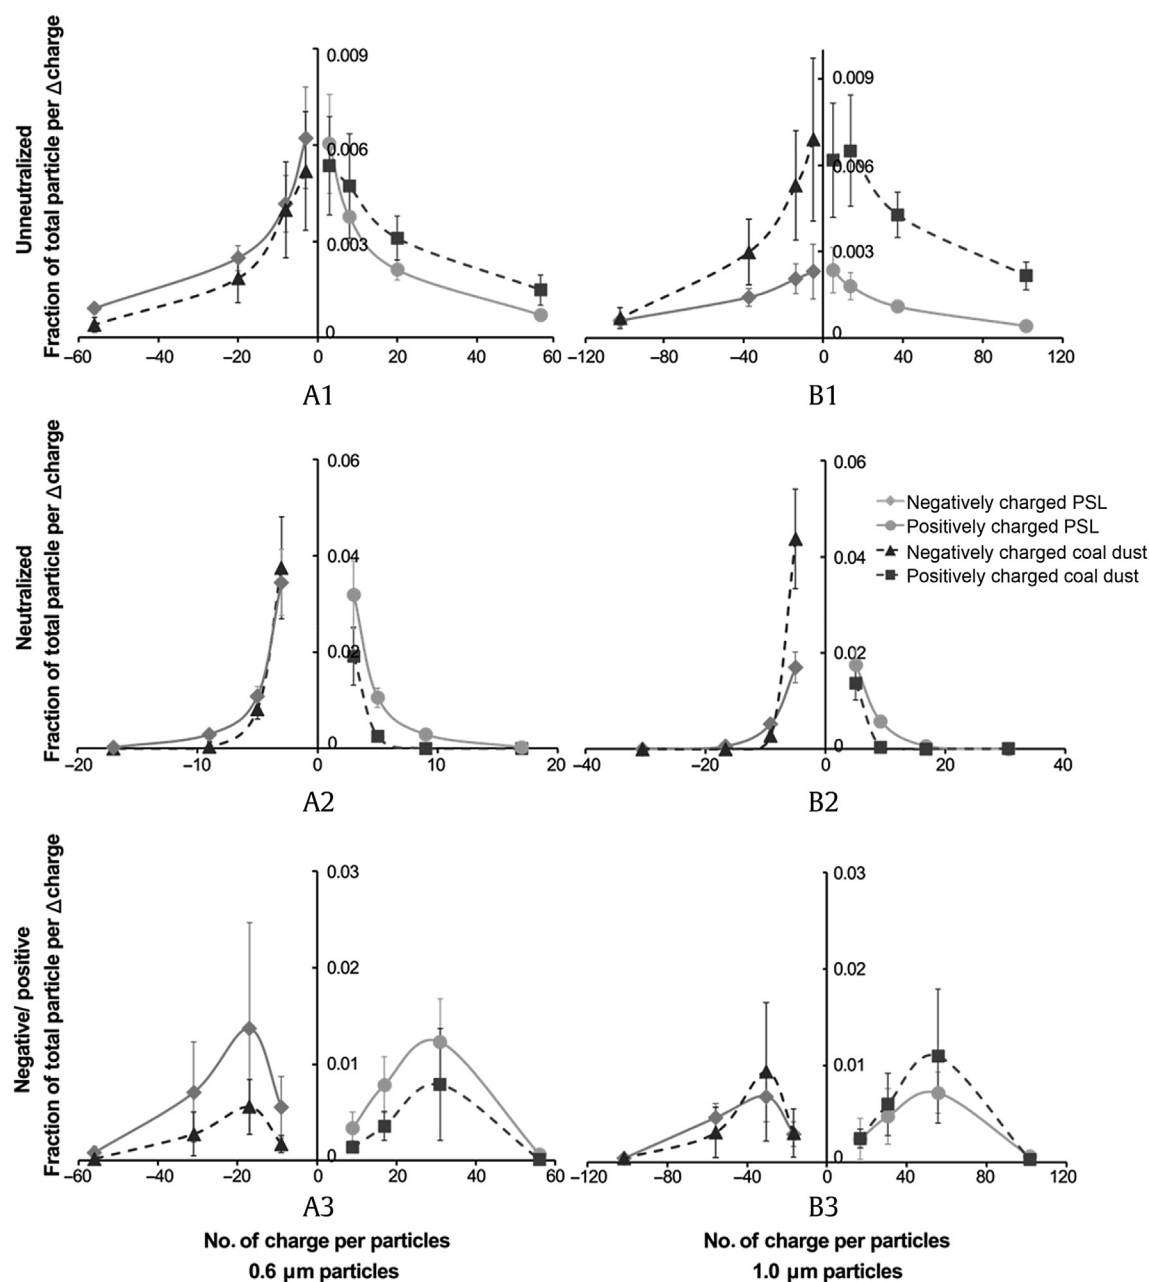 Unneutralized
Fraction of total particle per Δcharge
0.009
0.006
0.003
0
−60 −40 −20 0 20 40 60
A1
0.009
0.006
0.003
0
−120 −80 −40 0 40 80 120
B1
Neutralized
Fraction of total particle per Δcharge
0.06
0.04
0.02
0
−20 −10 0 10 20
A2
0.06
0.04
0.02
0
−40 −20 0 20 40
B2
Negatively charged PSL
Positively charged PSL
Negatively charged coal dust
Positively charged coal dust
Negative/ positive
Fraction of total particle per Δcharge
0.03
0.02
0.01
0
−60 −40 −20 0 20 40 60
A3
0.03
0.02
0.01
0
−120 −80 −40 0 40 80 120
B3
No. of charge per particles
0.6 µm particles
No. of charge per particles
1.0 µm particles